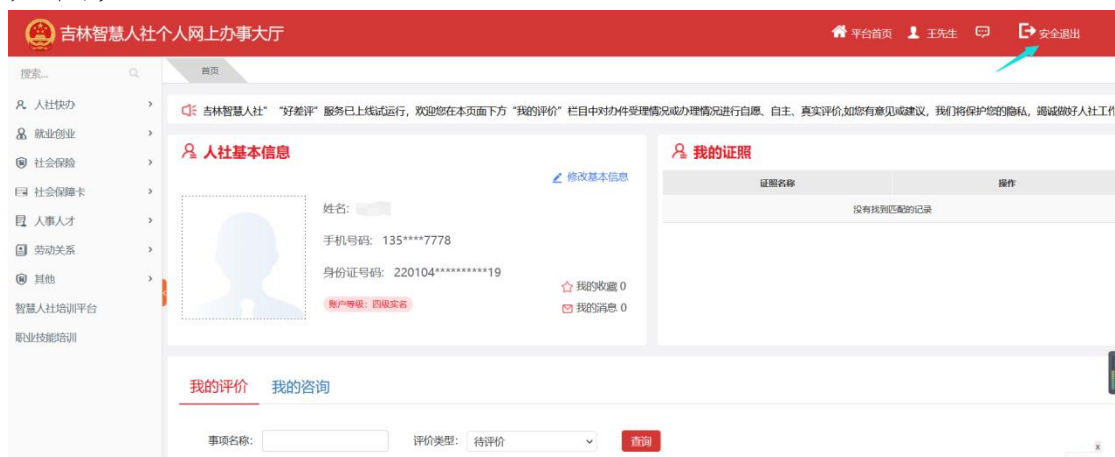 吉林智慧人社个人网上办事大厅
平台首页 王先生 安全退出
搜索...
首页
人社快办
就业创业
社会保险
社会保障卡
人事人才
劳动关系
其他
智慧人社培训平台
职业技能培训
吉林智慧人社” “好差评” 服务已上线试运行，欢迎您在本页面下方 “我的评价” 栏目中对办件受理情况或办理情况进行自愿、自主、真实评价,如您有意见或建议，我们将保护您的隐私，竭诚做好人社工作
人社基本信息
修改基本信息
姓名:
手机号码: 135****7778
身份证号码: 220104**********19
账户等级: 四级实名
我的收藏 0
我的消息 0
我的证照
证照名称 操作
没有找到匹配的记录
我的评价 我的咨询
事项名称: 评价类型: 待评价 查询
x